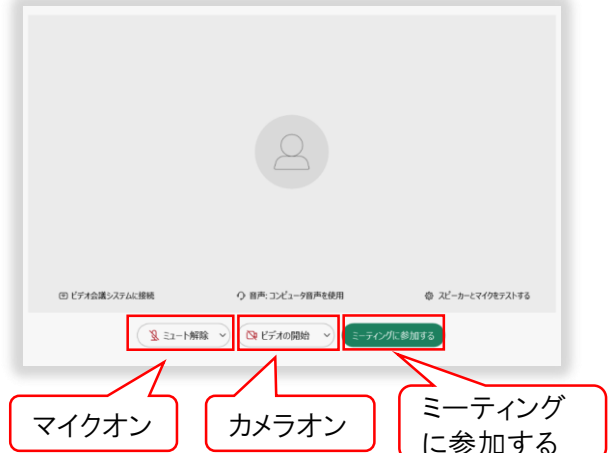 ビデオ会議システムに接続
音声: コンピュータ音声を使用
スピーカーとマイクをテストする
ミュート解除
ビデオの開始
ミーティングに参加する
マイクオン
カメラオン
ミーティング
に参加する